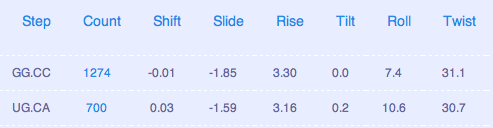 Step Count Shift Slide Rise Tilt Roll Twist
GG.CC 1274 -0.01 -1.85 3.30 0.0 7.4 31.1
UG.CA 700 0.03 -1.59 3.16 0.2 10.6 30.7